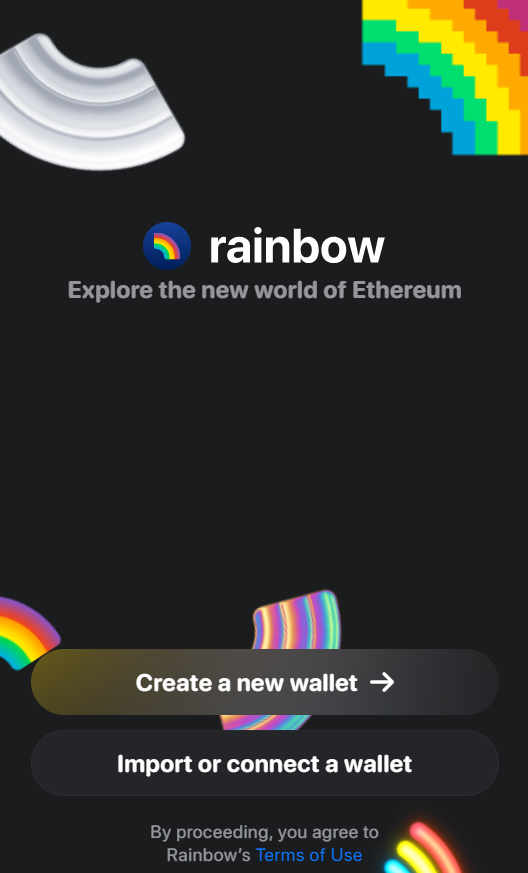 rainbow
Explore the new world of Ethereum
Create a new wallet →
Import or connect a wallet
By proceeding, you agree to
Rainbow’s Terms of Use